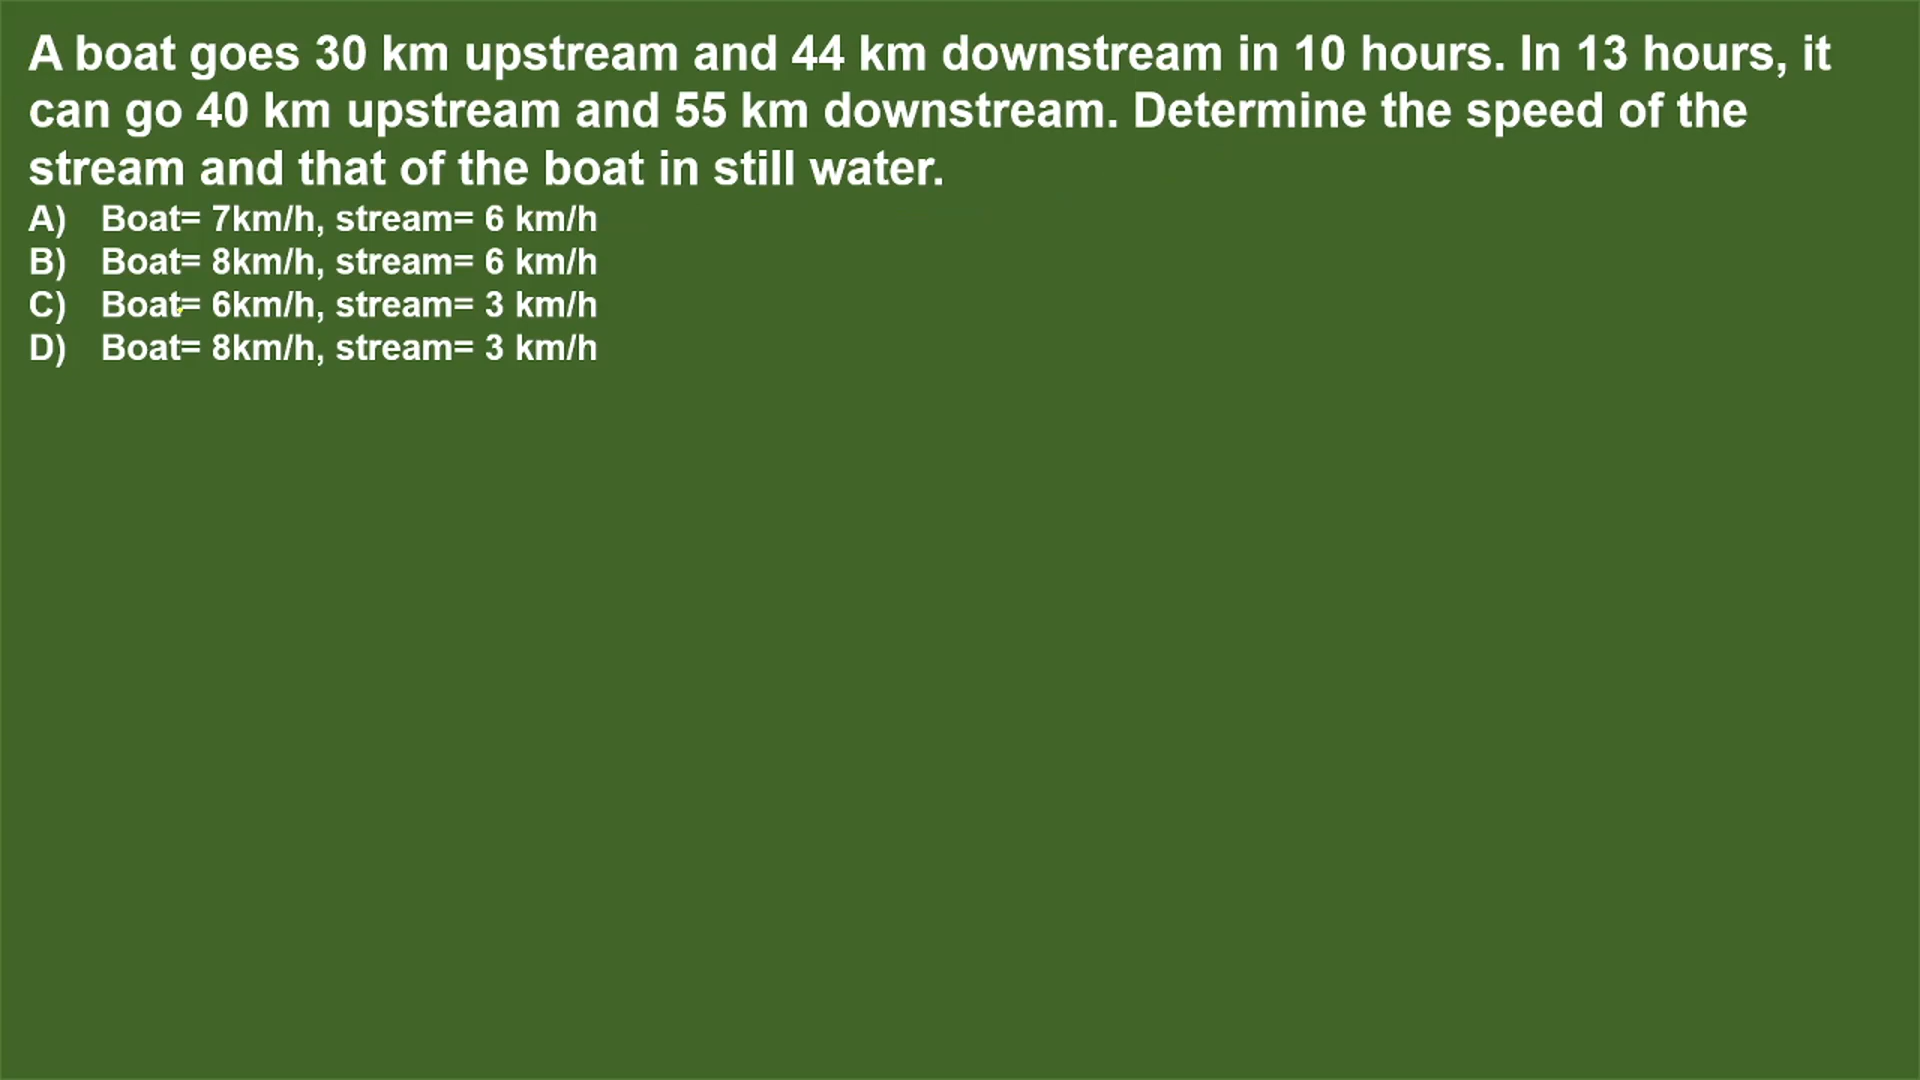 A boat goes 30 km upstream and 44 km downstream in 10 hours. In 13 hours, it
can go 40 km upstream and 55 km downstream. Determine the speed of the
stream and that of the boat in still water.
A) Boat= 7km/h, stream= 6 km/h
B) Boat= 8km/h, stream= 6 km/h
C) Boat= 6km/h, stream= 3 km/h
D) Boat= 8km/h, stream= 3 km/h